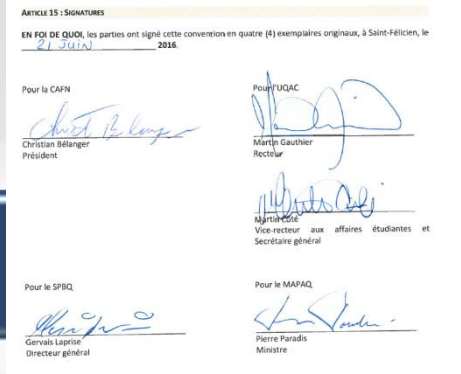 ARTICLE 15 : SIGNATURES
EN FOI DE QUOI, les parties ont signé cette convention en quatre (4) exemplaires originaux, à Saint-Félicien, le
21 JUIN 2016.
Pour la CAFN
Pour l'UQAC
Christian Bélanger
Président
Martin Gauthier
Recteur
Martin Côté
Vice-recteur aux affaires étudiantes et
Secrétaire général
Pour le SPBQ
Pour le MAPAQ
Gervais Laprise
Directeur général
Pierre Paradis
Ministre